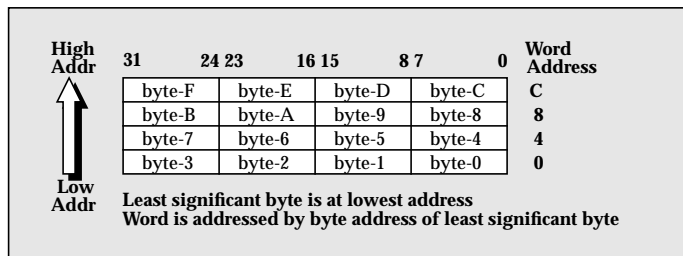 High Addr 31 24 23 16 15 8 7 0 Word Address
byte-F byte-E byte-D byte-C C
byte-B byte-A byte-9 byte-8 8
byte-7 byte-6 byte-5 byte-4 4
byte-3 byte-2 byte-1 byte-0 0
Low Addr
Least significant byte is at lowest address
Word is addressed by byte address of least significant byte